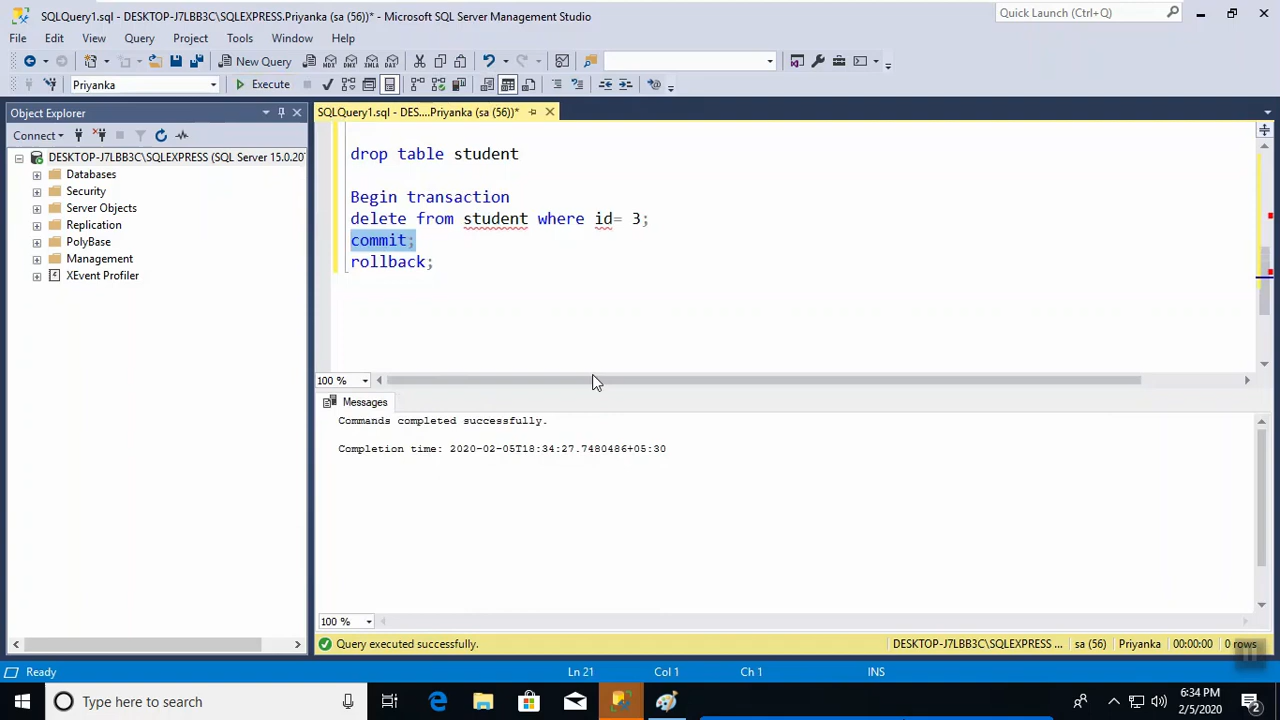 SQLQuery1.sql - DESKTOP-J7LBB3C\SQLEXPRESS.Priyanka (sa (56))* - Microsoft SQL Server Management Studio
Quick Launch (Ctrl+Q)
File Edit View Query Project Tools Window Help
New Query
MDX DMX XMLA DAX
Priyanka
Execute
Object Explorer
SQLQuery1.sql - DES....Priyanka (sa (56))*
Connect
DESKTOP-J7LBB3C\SQLEXPRESS (SQL Server 15.0.20
Databases
Security
Server Objects
Replication
PolyBase
Management
XEvent Profiler
drop table student
Begin transaction
delete from student where id= 3;
commit;
rollback;
100 %
Messages
Commands completed successfully.
Completion time: 2020-02-05T18:34:27.7480486+05:30
100 %
Query executed successfully.
DESKTOP-J7LBB3C\SQLEXPRESS ... sa (56) Priyanka 00:00:00 0 rows
Ready Ln 21 Col 1 Ch 1 INS
Type here to search
6:34 PM
2/5/2020
2